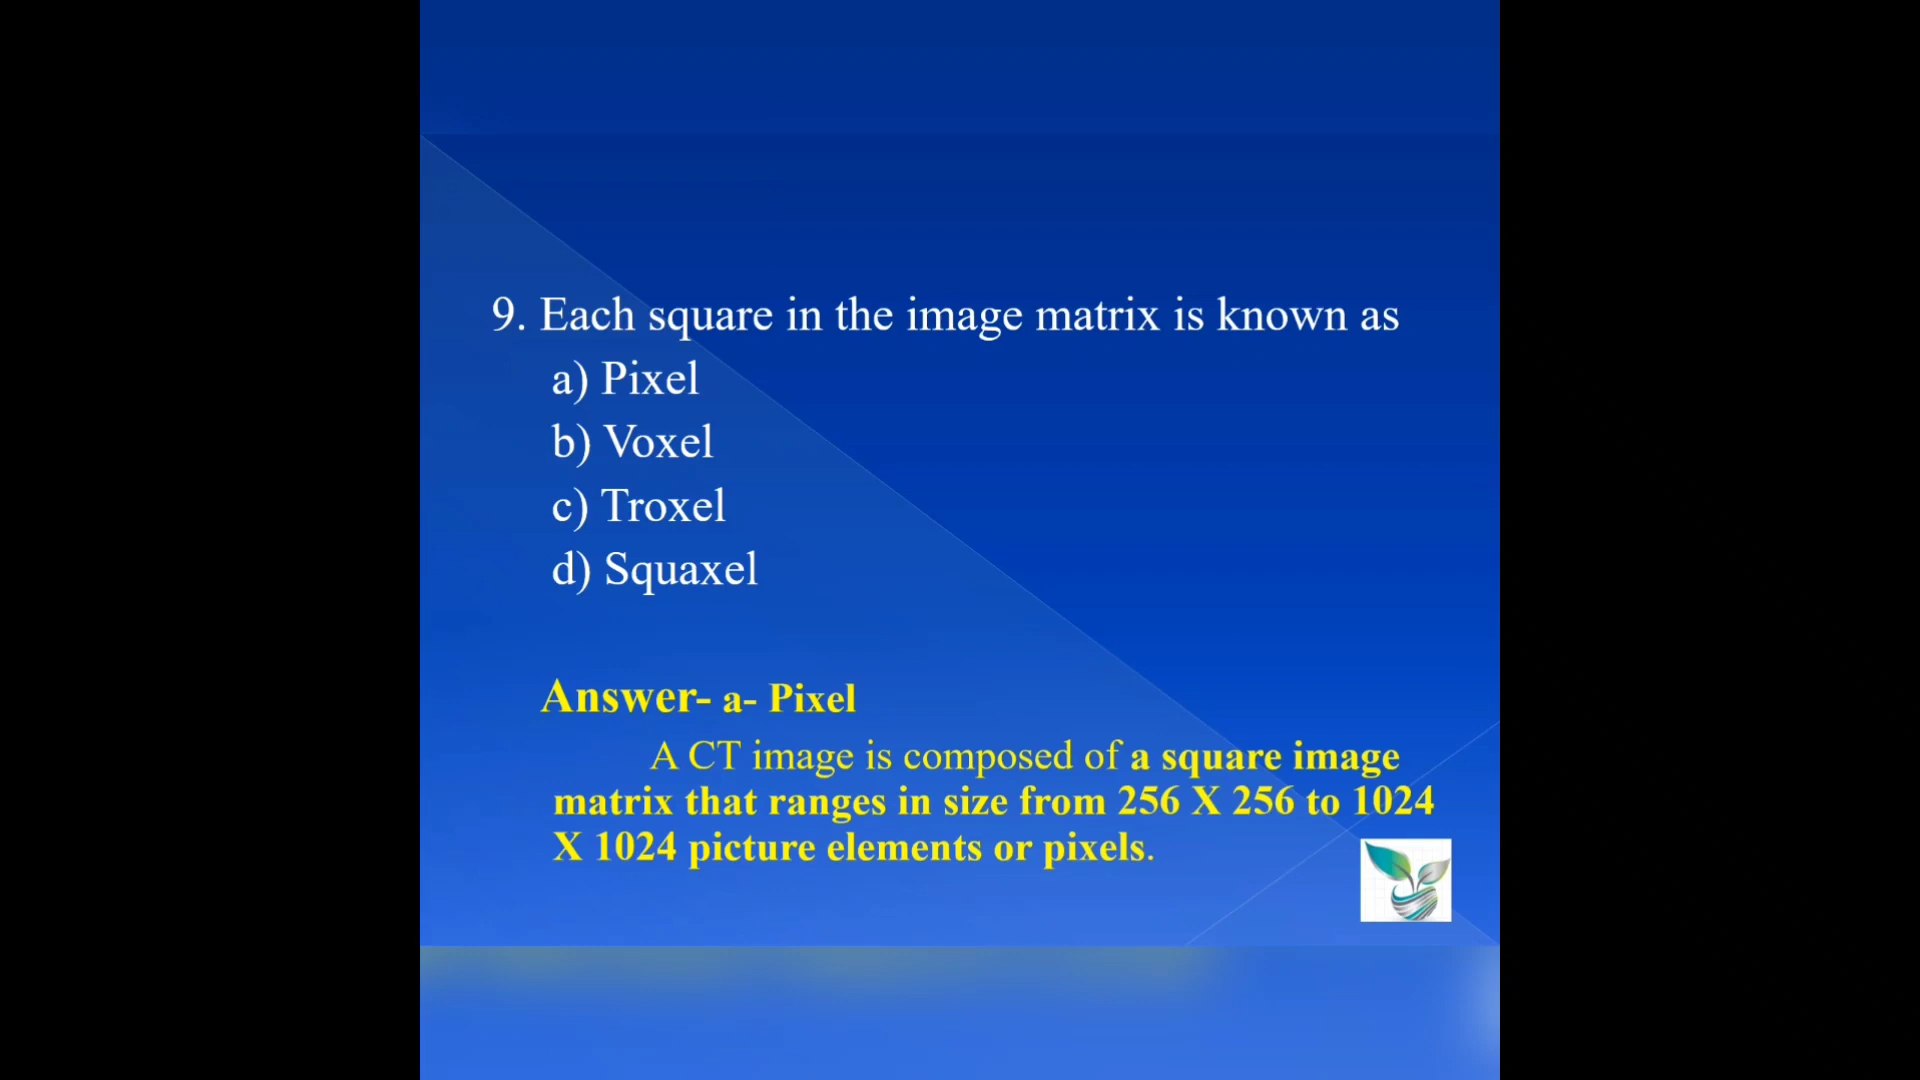 9. Each square in the image matrix is known as
a) Pixel
b) Voxel
c) Troxel
d) Squaxel
Answer- a- Pixel
A CT image is composed of a square image
matrix that ranges in size from 256 X 256 to 1024
X 1024 picture elements or pixels.